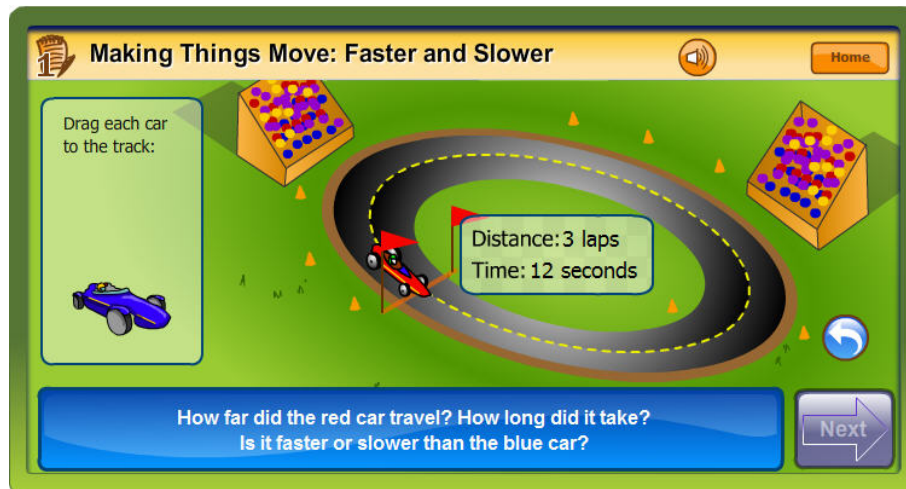 1
Making Things Move: Faster and Slower
Home
Drag each car
to the track:
Distance: 3 laps
Time: 12 seconds
How far did the red car travel? How long did it take?
Is it faster or slower than the blue car?
Next